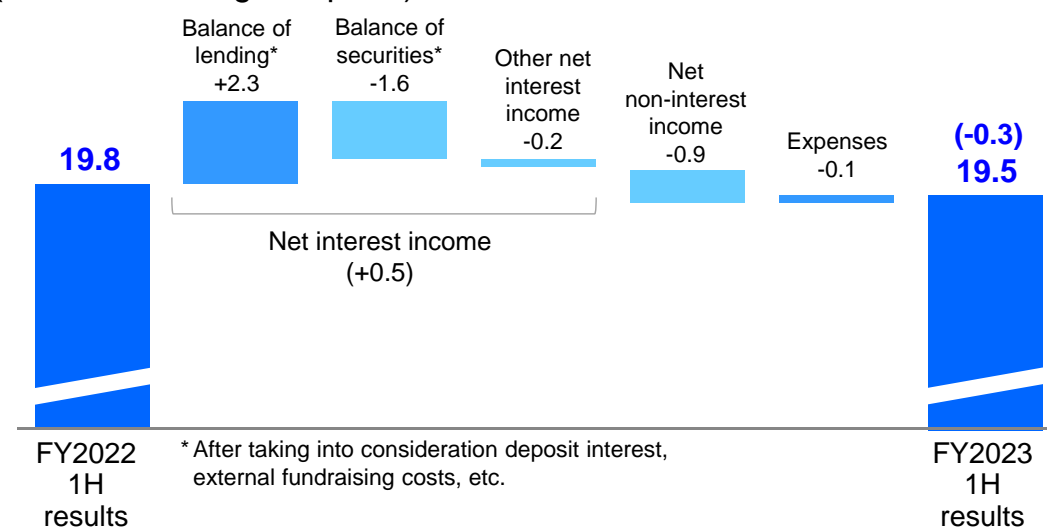 Balance of
lending*
+2.3
Balance of
securities*
-1.6
Other net
interest
income
-0.2
Net
non-interest
income
-0.9
Expenses
-0.1
19.8
(-0.3)
19.5
Net interest income
(+0.5)
FY2022
1H
results
* After taking into consideration deposit interest,
external fundraising costs, etc.
FY2023
1H
results